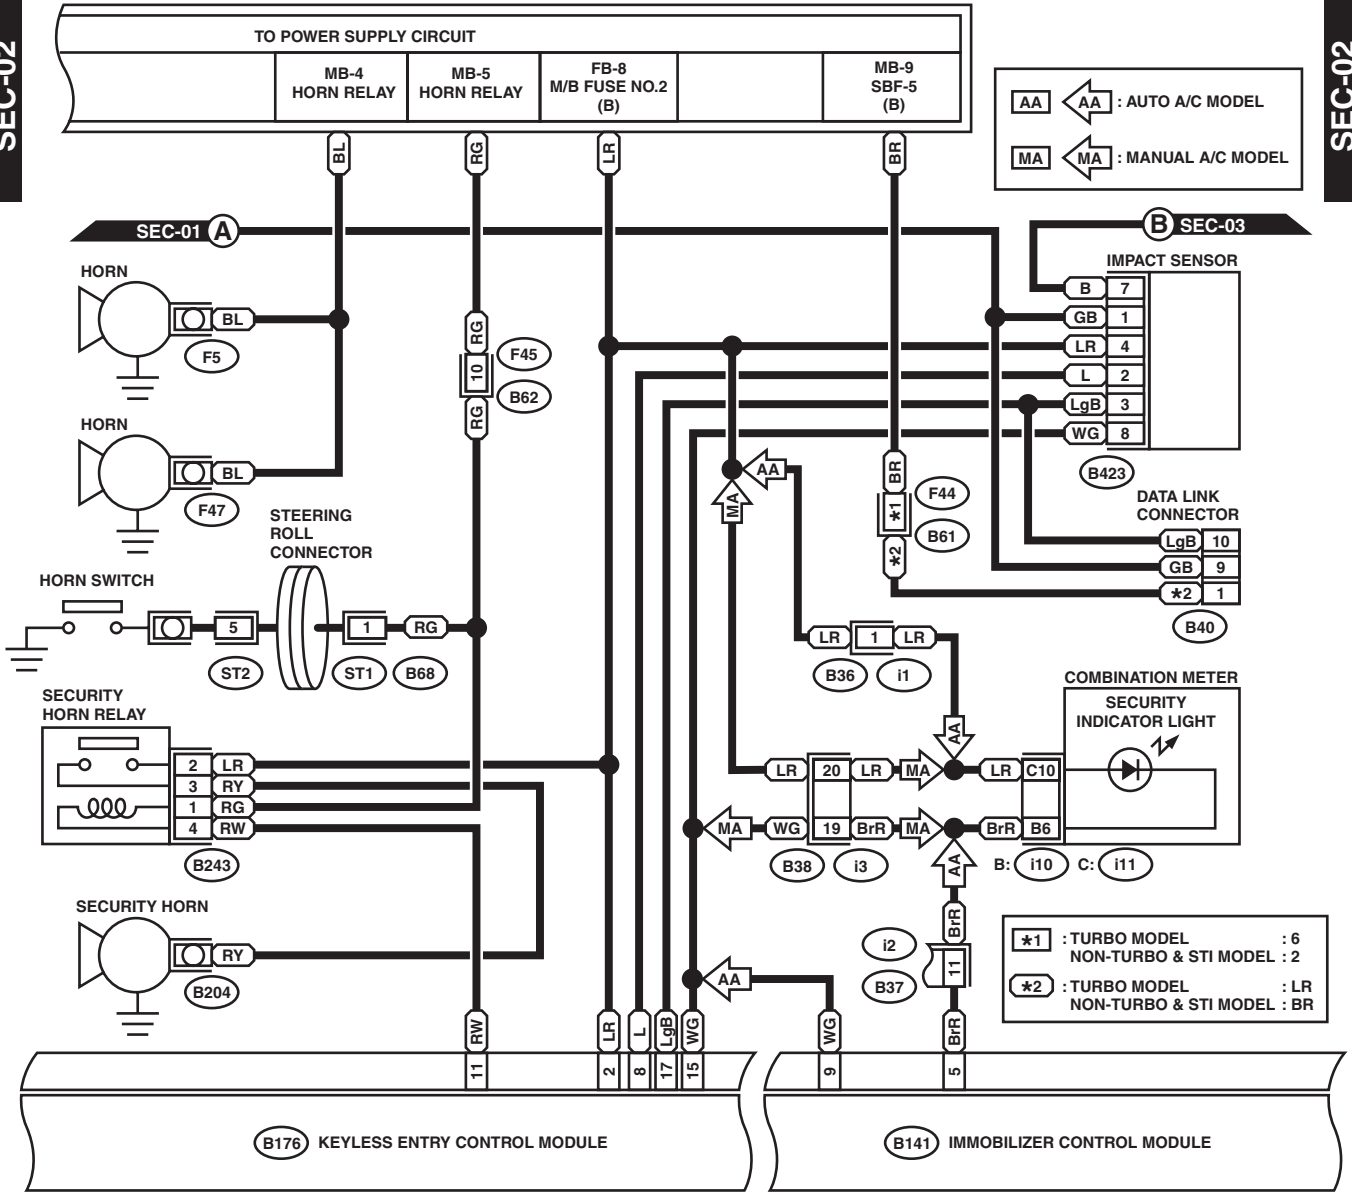 SEC-02
SEC-02
TO POWER SUPPLY CIRCUIT
MB-4
HORN RELAY
MB-5
HORN RELAY
FB-8
M/B FUSE NO.2
(B)
MB-9
SBF-5
(B)
AA AA : AUTO A/C MODEL
MA MA : MANUAL A/C MODEL
BL
RG
LR
BR
SEC-01 A
B SEC-03
IMPACT SENSOR
B 7
GB 1
LR 4
L 2
LgB 3
WG 8
B423
HORN
BL
F5
RG
10
RG
F45
B62
HORN
BL
F47
AA
MA
BR
*1
*2
F44
B61
DATA LINK
CONNECTOR
LgB 10
GB 9
*2 1
B40
STEERING
ROLL
CONNECTOR
HORN SWITCH
5
1 RG
ST2
ST1
B68
LR 1 LR
B36
i1
AA
SECURITY
HORN RELAY
2 LR
3 RY
1 RG
4 RW
B243
COMBINATION METER
SECURITY
INDICATOR LIGHT
LR 20 LR MA LR C10
MA WG 19 BrR MA BrR B6
B38
i3
AA
B: i10 C: i11
SECURITY HORN
RY
B204
BrR
i2
11
B37
AA
*1 : TURBO MODEL : 6
NON-TURBO & STI MODEL : 2
*2 : TURBO MODEL : LR
NON-TURBO & STI MODEL : BR
RW
LR
L
LgB
WG
WG
BrR
11
2
8
17
15
9
5
B176 KEYLESS ENTRY CONTROL MODULE
B141 IMMOBILIZER CONTROL MODULE